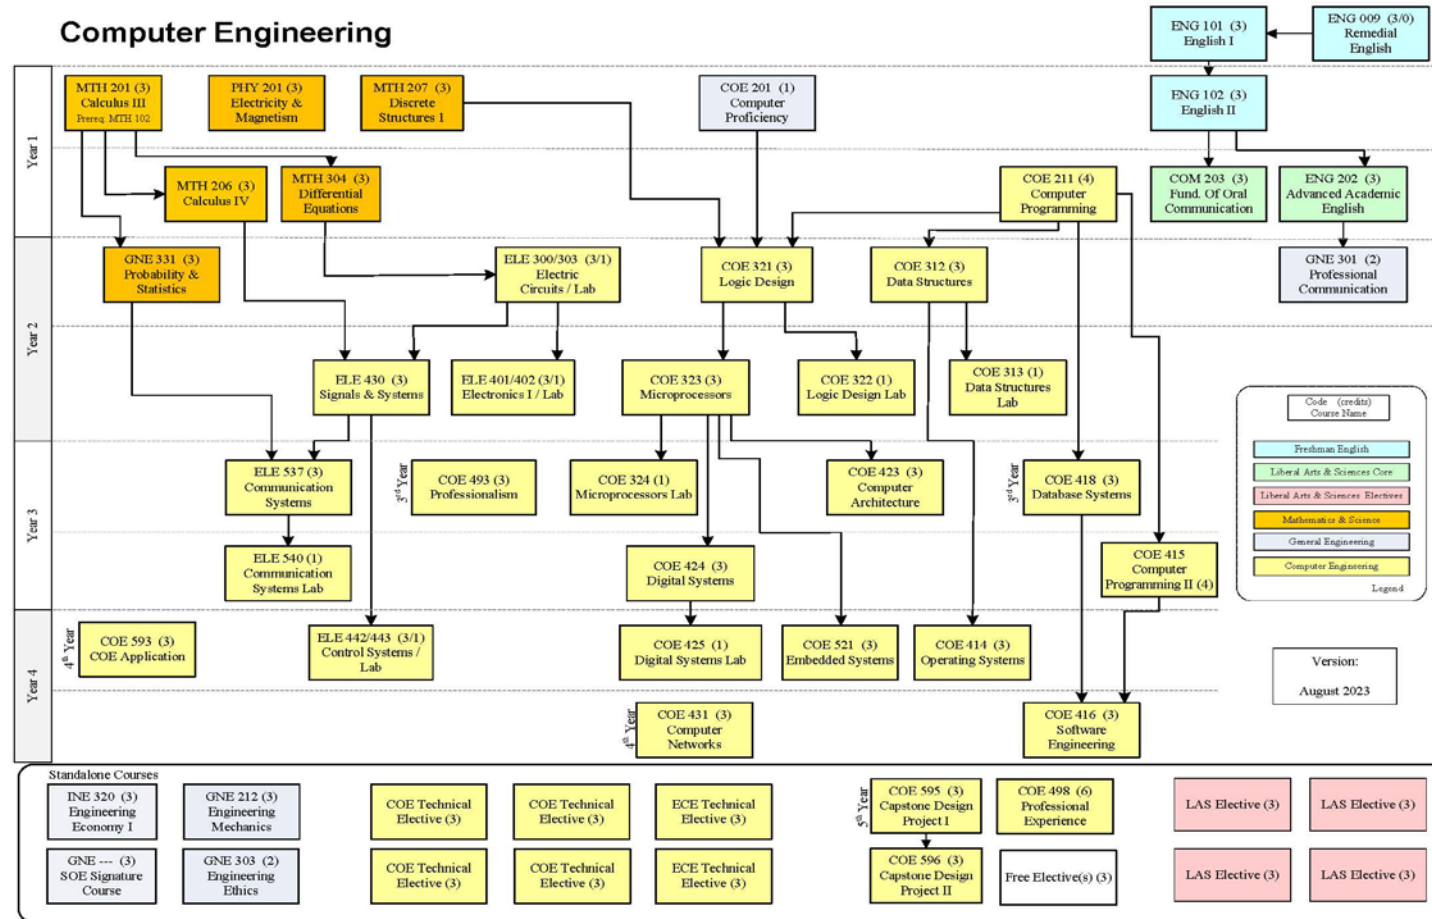 Computer Engineering
ENG 101 (3)
English I
ENG 009 (3/0)
Remedial
English
Year 1
MTH 201 (3)
Calculus III
Prereq: MTH 102
PHY 201 (3)
Electricity &
Magnetism
MTH 207 (3)
Discrete
Structures 1
COE 201 (1)
Computer
Proficiency
ENG 102 (3)
English II
MTH 206 (3)
Calculus IV
MTH 304 (3)
Differential
Equations
COE 211 (4)
Computer
Programming
COM 203 (3)
Fund. Of Oral
Communication
ENG 202 (3)
Advanced Academic
English
Year 2
GNE 331 (3)
Probability &
Statistics
ELE 300/303 (3/1)
Electric
Circuits / Lab
COE 321 (3)
Logic Design
COE 312 (3)
Data Structures
GNE 301 (2)
Professional
Communication
ELE 430 (3)
Signals & Systems
ELE 401/402 (3/1)
Electronics I / Lab
COE 323 (3)
Microprocessors
COE 322 (1)
Logic Design Lab
COE 313 (1)
Data Structures
Lab
Code (credits)
Course Name
Freshman English
Liberal Arts & Sciences Core
Liberal Arts & Sciences Electives
Mathematics & Science
General Engineering
Computer Engineering
Legend
Year 3
ELE 537 (3)
Communication
Systems
3rd Year
COE 493 (3)
Professionalism
COE 324 (1)
Microprocessors Lab
COE 423 (3)
Computer
Architecture
3rd Year
COE 418 (3)
Database Systems
ELE 540 (1)
Communication
Systems Lab
COE 424 (3)
Digital Systems
COE 415
Computer
Programming II (4)
Year 4
4th Year
COE 593 (3)
COE Application
ELE 442/443 (3/1)
Control Systems /
Lab
COE 425 (1)
Digital Systems Lab
COE 521 (3)
Embedded Systems
COE 414 (3)
Operating Systems
Version:
August 2023
4th Year
COE 431 (3)
Computer
Networks
COE 416 (3)
Software
Engineering
Standalone Courses
INE 320 (3)
Engineering
Economy I
GNE 212 (3)
Engineering
Mechanics
COE Technical
Elective (3)
COE Technical
Elective (3)
ECE Technical
Elective (3)
5th Year
COE 595 (3)
Capstone Design
Project I
COE 498 (6)
Professional
Experience
LAS Elective (3)
LAS Elective (3)
GNE --- (3)
SOE Signature
Course
GNE 303 (2)
Engineering
Ethics
COE Technical
Elective (3)
COE Technical
Elective (3)
ECE Technical
Elective (3)
COE 596 (3)
Capstone Design
Project II
Free Elective(s) (3)
LAS Elective (3)
LAS Elective (3)